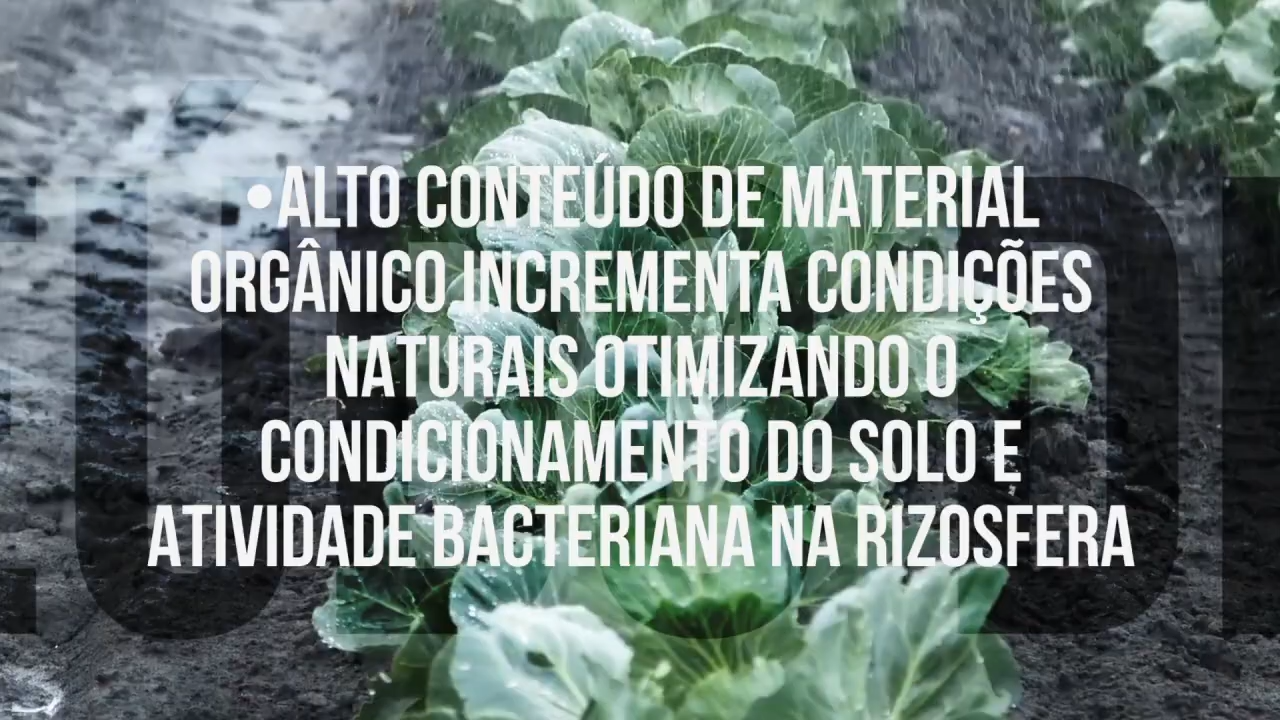 •ALTO CONTEÚDO DE MATERIAL
ORGÂNICO INCREMENTA CONDIÇÕES
NATURAIS OTIMIZANDO O
CONDICIONAMENTO DO SOLO E
ATIVIDADE BACTERIANA NA RIZOSFERA